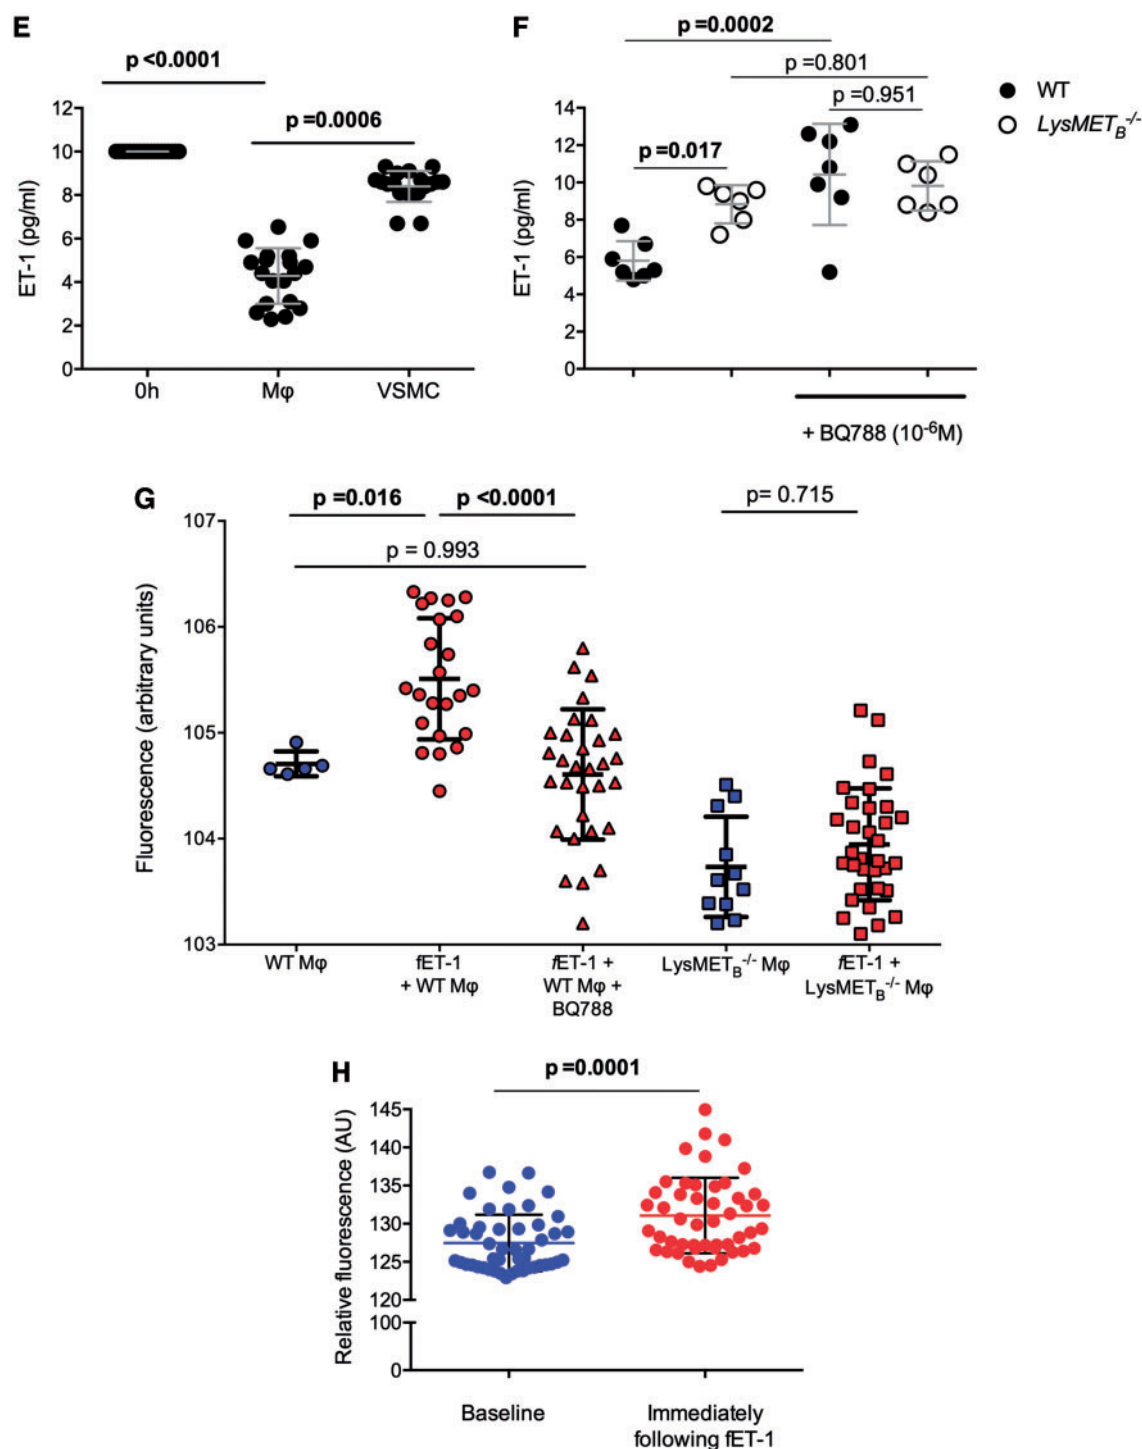 E
p <0.0001
p =0.0006
12
10
8
6
4
2
0
ET-1 (pg/ml)
0h
Mφ
VSMC
F
p =0.0002
p =0.801
p =0.951
p =0.017
WT
LysMET_B^-/-
14
12
10
8
6
4
2
0
ET-1 (pg/ml)
+ BQ788 (10^-6M)
G
p =0.016
p <0.0001
p = 0.993
p= 0.715
107
106
105
104
103
Fluorescence (arbitrary units)
WT Mφ
fET-1
+ WT Mφ
fET-1 +
WT Mφ +
BQ788
LysMET_B^-/- Mφ
fET-1 +
LysMET_B^-/- Mφ
H
p =0.0001
145
140
135
130
125
120
100
0
Relative fluorescence (AU)
Baseline
Immediately
following fET-1